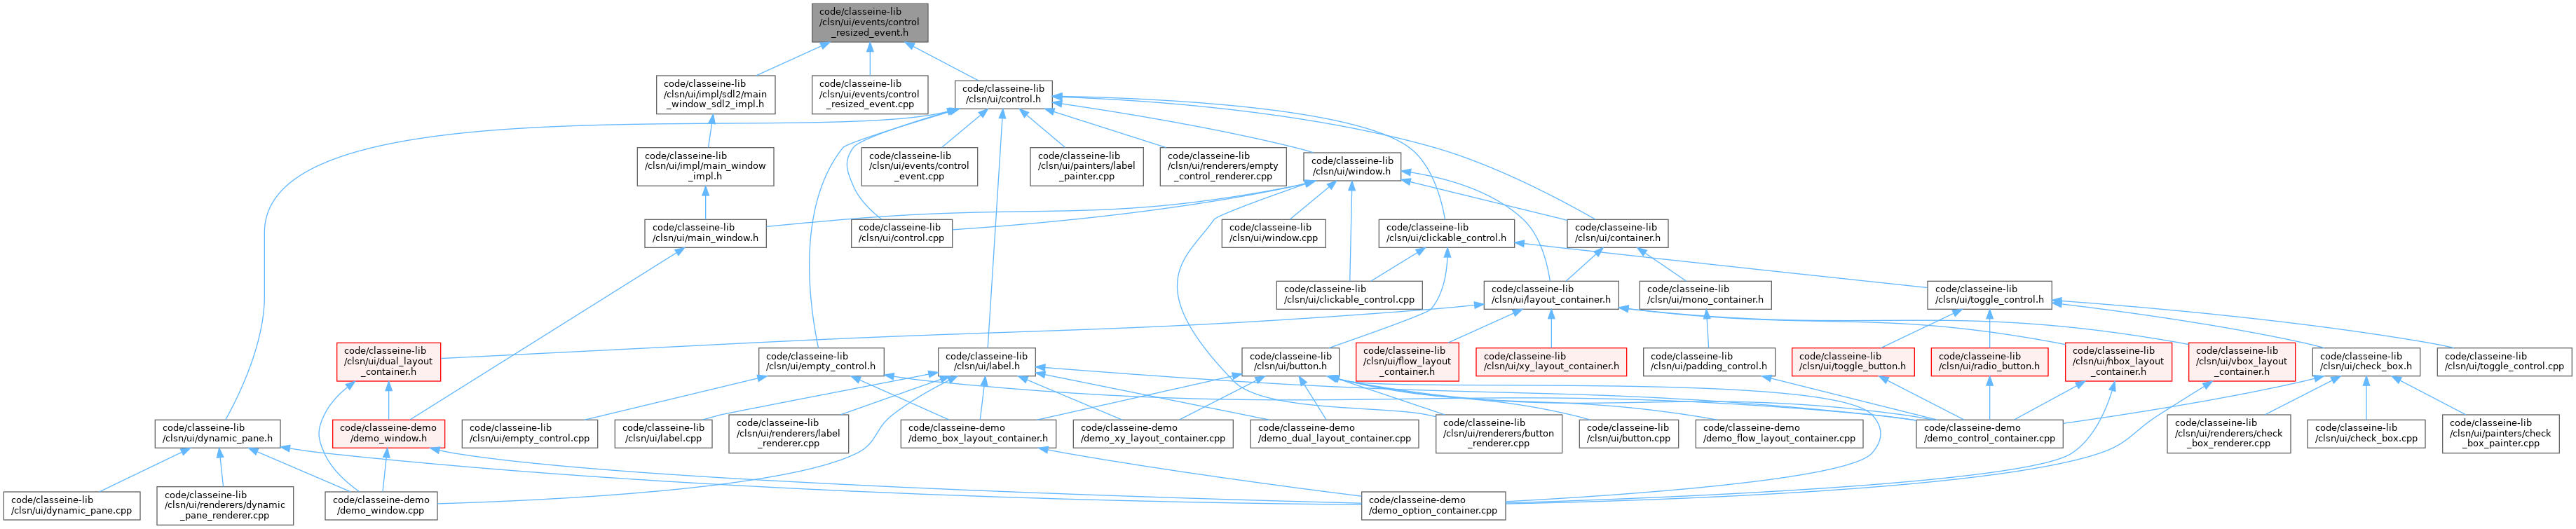 code/classeine-lib
/clsn/ui/events/control
_resized_event.h
code/classeine-lib
/clsn/ui/impl/sdl2/main
_window_sdl2_impl.h
code/classeine-lib
/clsn/ui/events/control
_resized_event.cpp
code/classeine-lib
/clsn/ui/control.h
code/classeine-lib
/clsn/ui/impl/main_window
_impl.h
code/classeine-lib
/clsn/ui/events/control
_event.cpp
code/classeine-lib
/clsn/ui/painters/label
_painter.cpp
code/classeine-lib
/clsn/ui/renderers/empty
_control_renderer.cpp
code/classeine-lib
/clsn/ui/window.h
code/classeine-lib
/clsn/ui/main_window.h
code/classeine-lib
/clsn/ui/control.cpp
code/classeine-lib
/clsn/ui/window.cpp
code/classeine-lib
/clsn/ui/clickable_control.h
code/classeine-lib
/clsn/ui/container.h
code/classeine-lib
/clsn/ui/clickable_control.cpp
code/classeine-lib
/clsn/ui/layout_container.h
code/classeine-lib
/clsn/ui/mono_container.h
code/classeine-lib
/clsn/ui/toggle_control.h
code/classeine-lib
/clsn/ui/dual_layout
_container.h
code/classeine-lib
/clsn/ui/empty_control.h
code/classeine-lib
/clsn/ui/label.h
code/classeine-lib
/clsn/ui/button.h
code/classeine-lib
/clsn/ui/flow_layout
_container.h
code/classeine-lib
/clsn/ui/xy_layout_container.h
code/classeine-lib
/clsn/ui/padding_control.h
code/classeine-lib
/clsn/ui/toggle_button.h
code/classeine-lib
/clsn/ui/radio_button.h
code/classeine-lib
/clsn/ui/hbox_layout
_container.h
code/classeine-lib
/clsn/ui/vbox_layout
_container.h
code/classeine-lib
/clsn/ui/check_box.h
code/classeine-lib
/clsn/ui/toggle_control.cpp
code/classeine-lib
/clsn/ui/dynamic_pane.h
code/classeine-demo
/demo_window.h
code/classeine-lib
/clsn/ui/empty_control.cpp
code/classeine-lib
/clsn/ui/label.cpp
code/classeine-lib
/clsn/ui/renderers/label
_renderer.cpp
code/classeine-demo
/demo_box_layout_container.h
code/classeine-demo
/demo_xy_layout_container.cpp
code/classeine-demo
/demo_dual_layout_container.cpp
code/classeine-lib
/clsn/ui/renderers/button
_renderer.cpp
code/classeine-lib
/clsn/ui/button.cpp
code/classeine-demo
/demo_flow_layout_container.cpp
code/classeine-demo
/demo_control_container.cpp
code/classeine-lib
/clsn/ui/renderers/check
_box_renderer.cpp
code/classeine-lib
/clsn/ui/check_box.cpp
code/classeine-lib
/clsn/ui/painters/check
_box_painter.cpp
code/classeine-lib
/clsn/ui/dynamic_pane.cpp
code/classeine-lib
/clsn/ui/renderers/dynamic
_pane_renderer.cpp
code/classeine-demo
/demo_window.cpp
code/classeine-demo
/demo_option_container.cpp